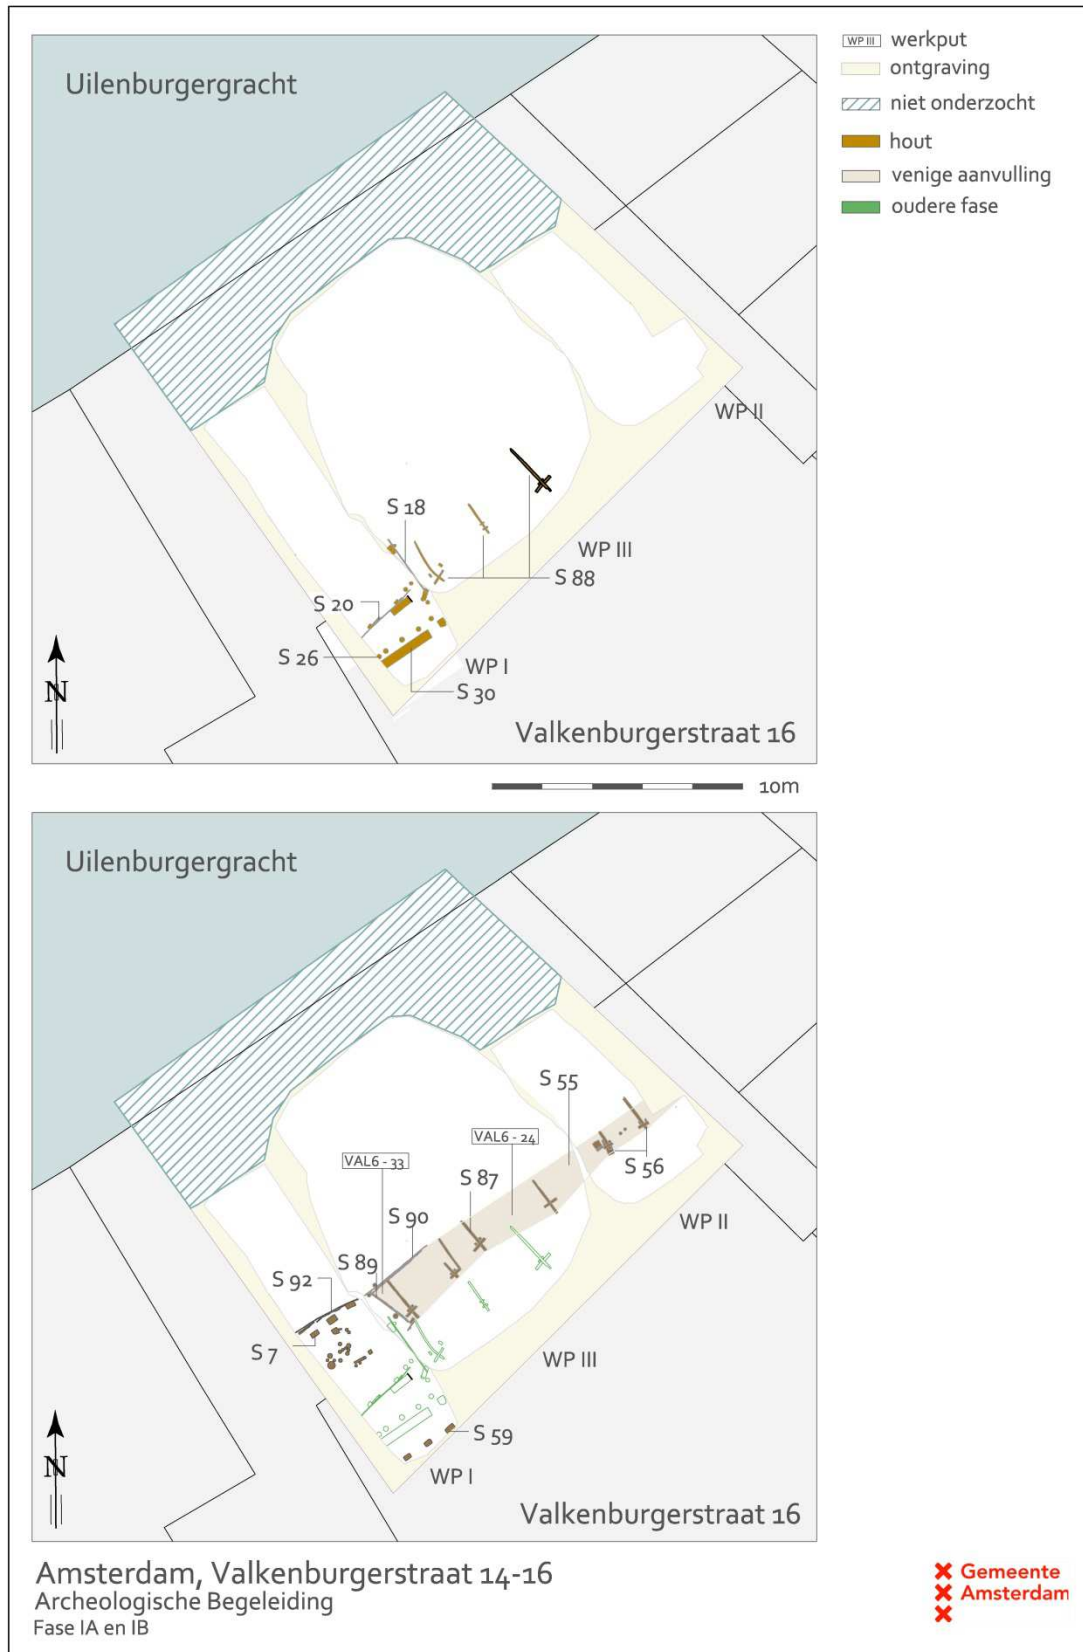 Uilenburgergracht
WP III werkput
ontgraving
niet onderzocht
hout
venige aanvulling
oudere fase
WP II
S 18
WP III
S 88
S 20
S 26
WP I
S 30
N
Valkenburgerstraat 16
10m
Uilenburgergracht
S 55
VAL6 - 24
VAL6 - 33
S 56
S 87
S 90
WP II
S 89
S 92
S 7
WP III
S 59
N
WP I
Valkenburgerstraat 16
Amsterdam, Valkenburgerstraat 14-16
Archeologische Begeleiding
Fase IA en IB
Gemeente
Amsterdam